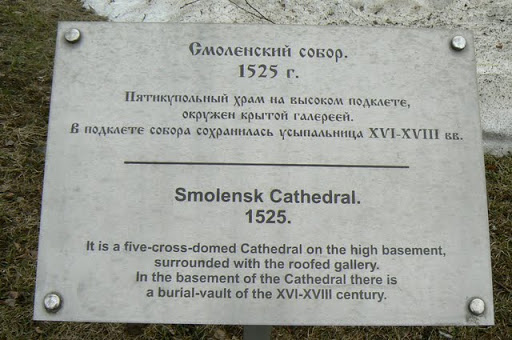 Смоленский собор.
1525 г.
Пятикупольный храм на высоком подклете,
окружен крытой галереей.
В подклете собора сохранилась усыпальница XVI-XVIII вв.
Smolensk Cathedral.
1525.
It is a five-cross-domed Cathedral on the high basement,
surrounded with the roofed gallery.
In the basement of the Cathedral there is
a burial-vault of the XVI-XVIII century.